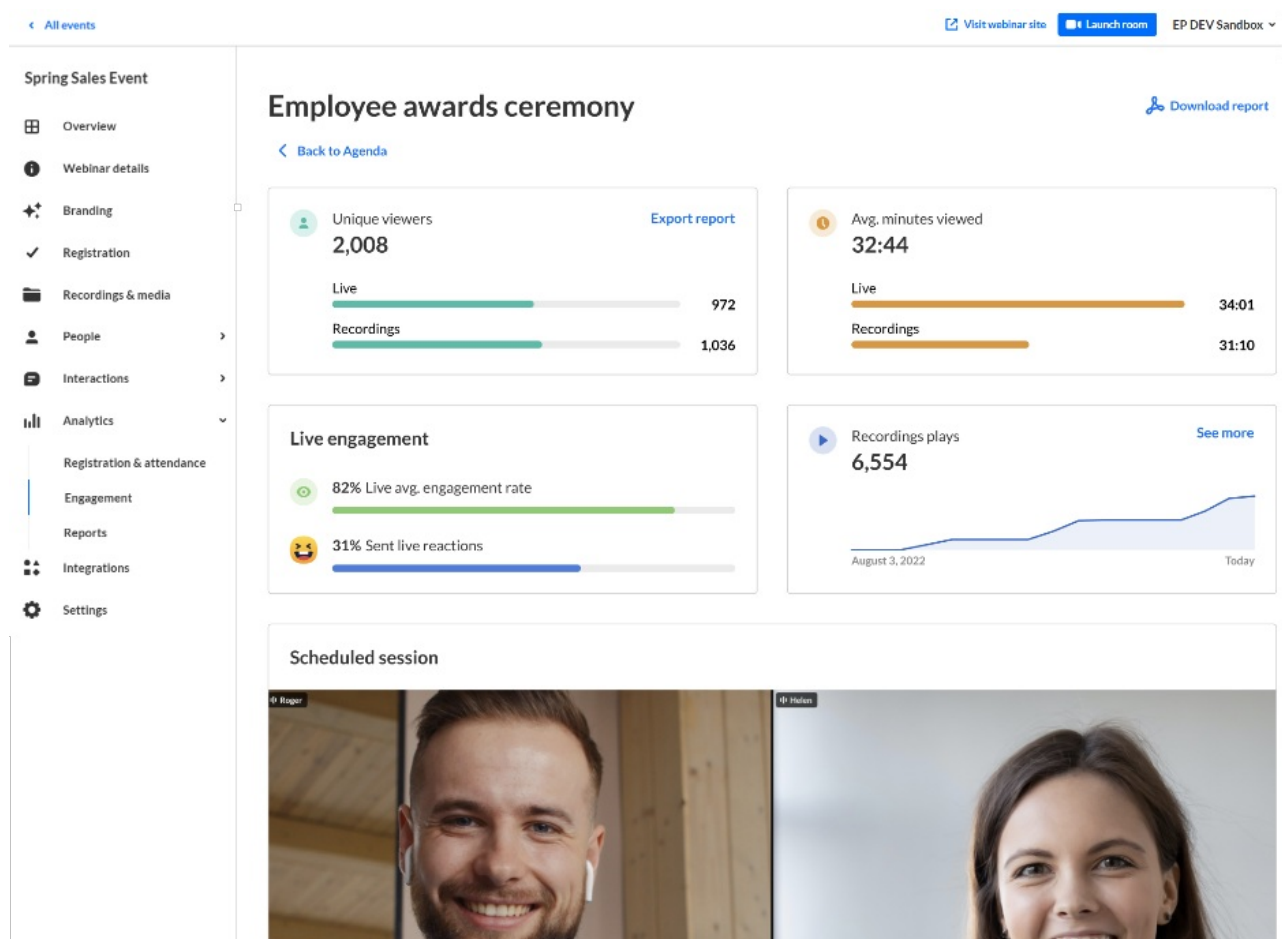 All events
Visit webinar site
Launch room
EP DEV Sandbox
Spring Sales Event
Overview
Webinar details
Branding
Registration
Recordings & media
People
Interactions
Analytics
Registration & attendance
Engagement
Reports
Integrations
Settings
Employee awards ceremony
Download report
Back to Agenda
Unique viewers
Export report
2,008
Live
972
Recordings
1,036
Avg. minutes viewed
32:44
Live
34:01
Recordings
31:10
Live engagement
82% Live avg. engagement rate
31% Sent live reactions
Recordings plays
See more
6,554
August 3, 2022
Today
Scheduled session
Roger
Helen